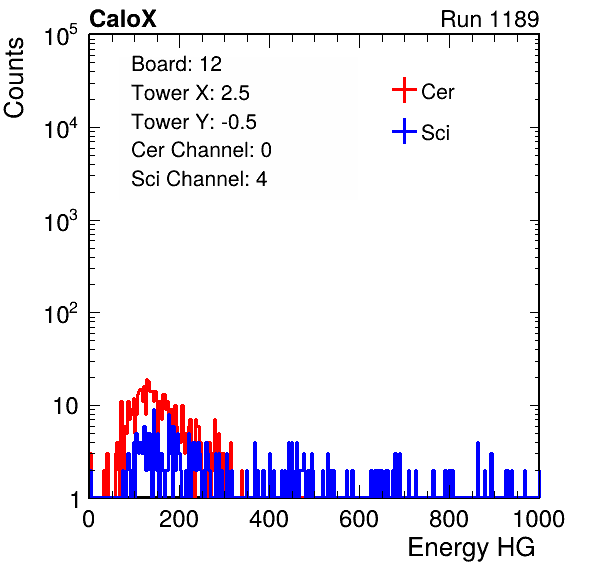 CaloX Run 1189
Counts
10^5
10^4
10^3
10^2
10
1
Board: 12
Tower X: 2.5
Tower Y: -0.5
Cer Channel: 0
Sci Channel: 4
Cer
Sci
0 200 400 600 800 1000
Energy HG